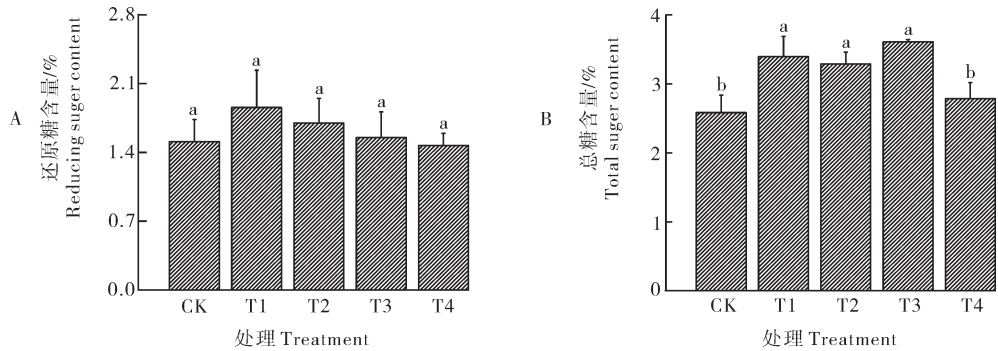 A
还原糖含量/%
Reducing suger content
2.8
2.1
1.4
0.7
0.0
a
a
a
a
a
CK T1 T2 T3 T4
处理 Treatment
B
总糖含量/%
Total suger content
4
3
2
1
0
b
a
a
a
b
CK T1 T2 T3 T4
处理 Treatment